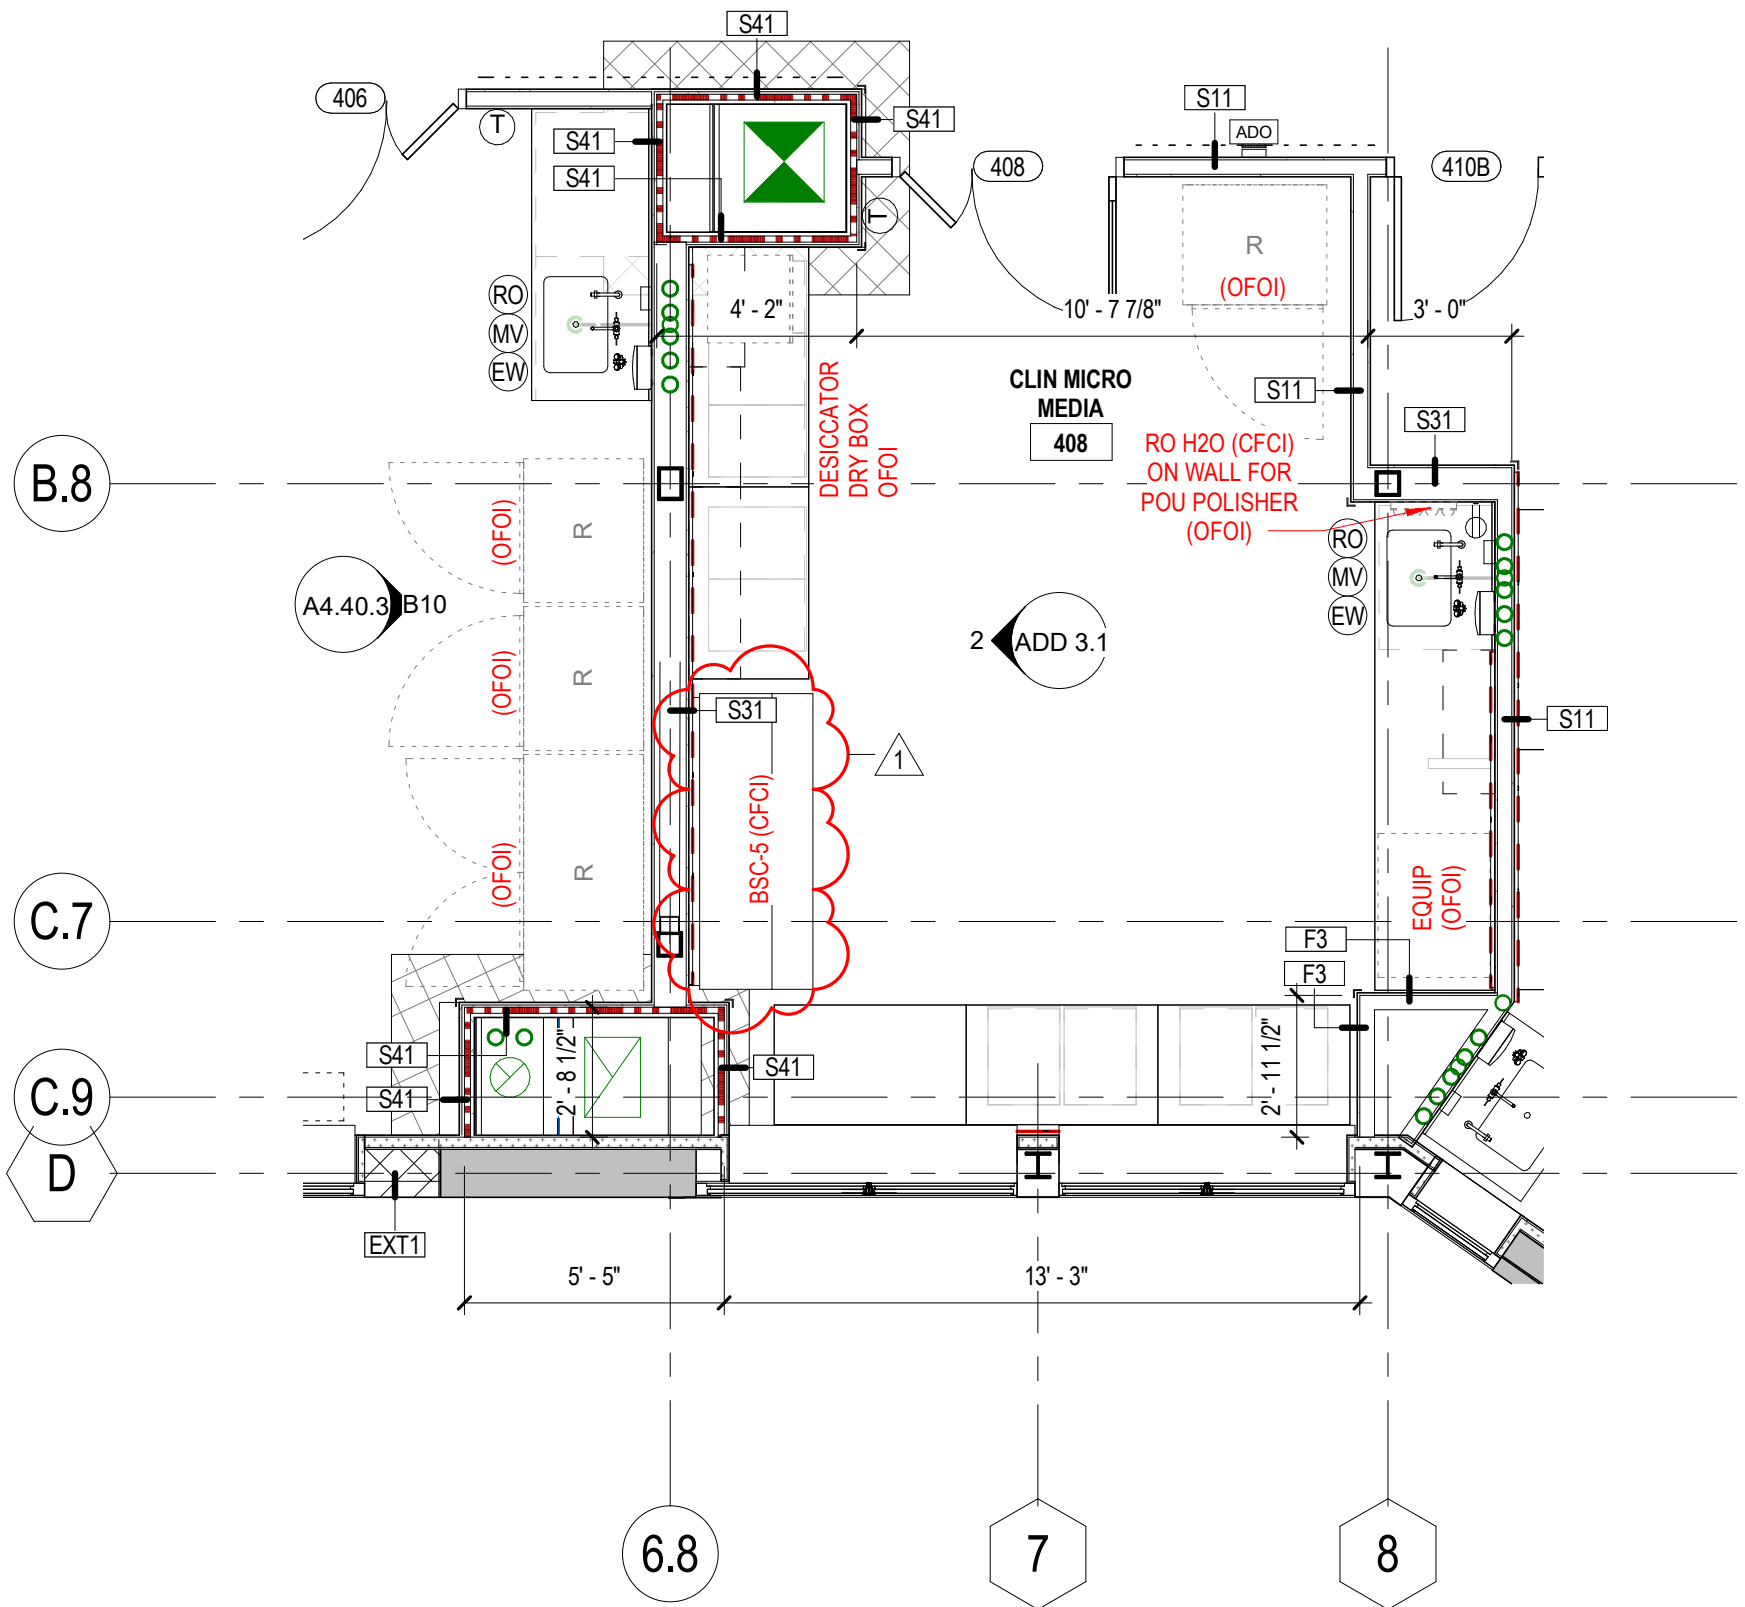 S41
406
T
S41
S41
S41
S11
ADO
408
410B
T
R
(OFOI)
RO
MV
EW
4' - 2"
10' - 7 7/8"
3' - 0"
DESICCATOR
DRY BOX
OFOI
CLIN MICRO
MEDIA
408
S11
S31
RO H2O (CFCI)
ON WALL FOR
POU POLISHER
(OFOI)
B.8
(OFOI)
R
RO
MV
EW
A4.40.3
B10
2
ADD 3.1
(OFOI)
R
S31
S11
1
BSC-5 (CFCI)
(OFOI)
R
EQUIP
(OFOI)
C.7
F3
F3
S41
S41
2' - 8 1/2"
S41
2' - 11 1/2"
C.9
D
EXT1
5' - 5"
13' - 3"
6.8
7
8